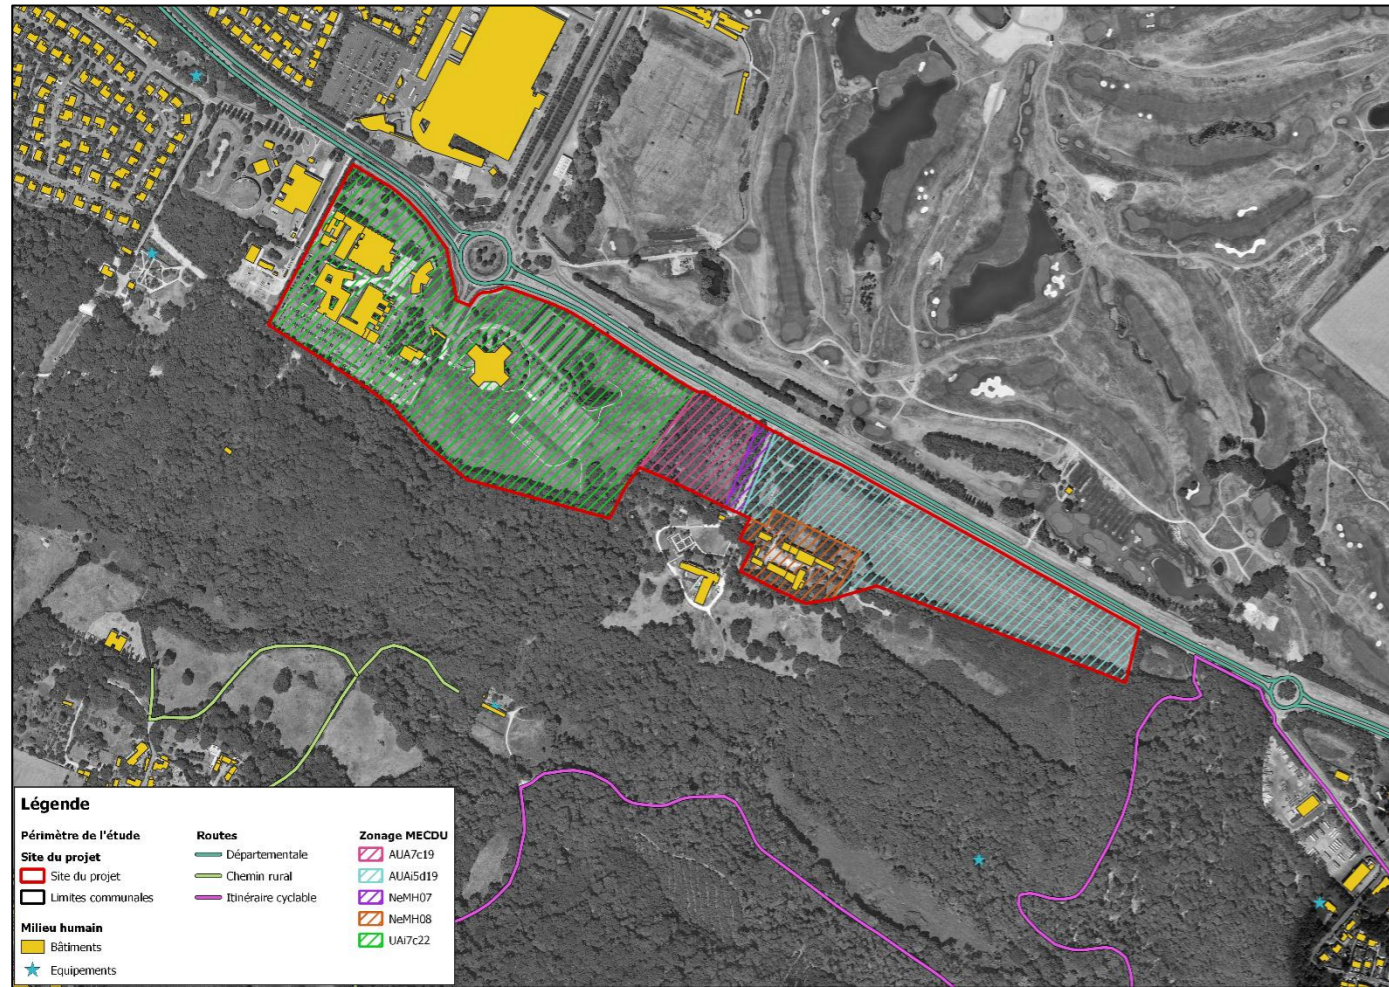 Légende
Périmètre de l'étude
Site du projet
Site du projet
Limites communales
Milieu humain
Bâtiments
Equipements
Routes
Départementale
Chemin rural
Itinéraire cyclable
Zonage MECDU
AUA7c19
AUAi5d19
NeMH07
NeMH08
UAi7c22